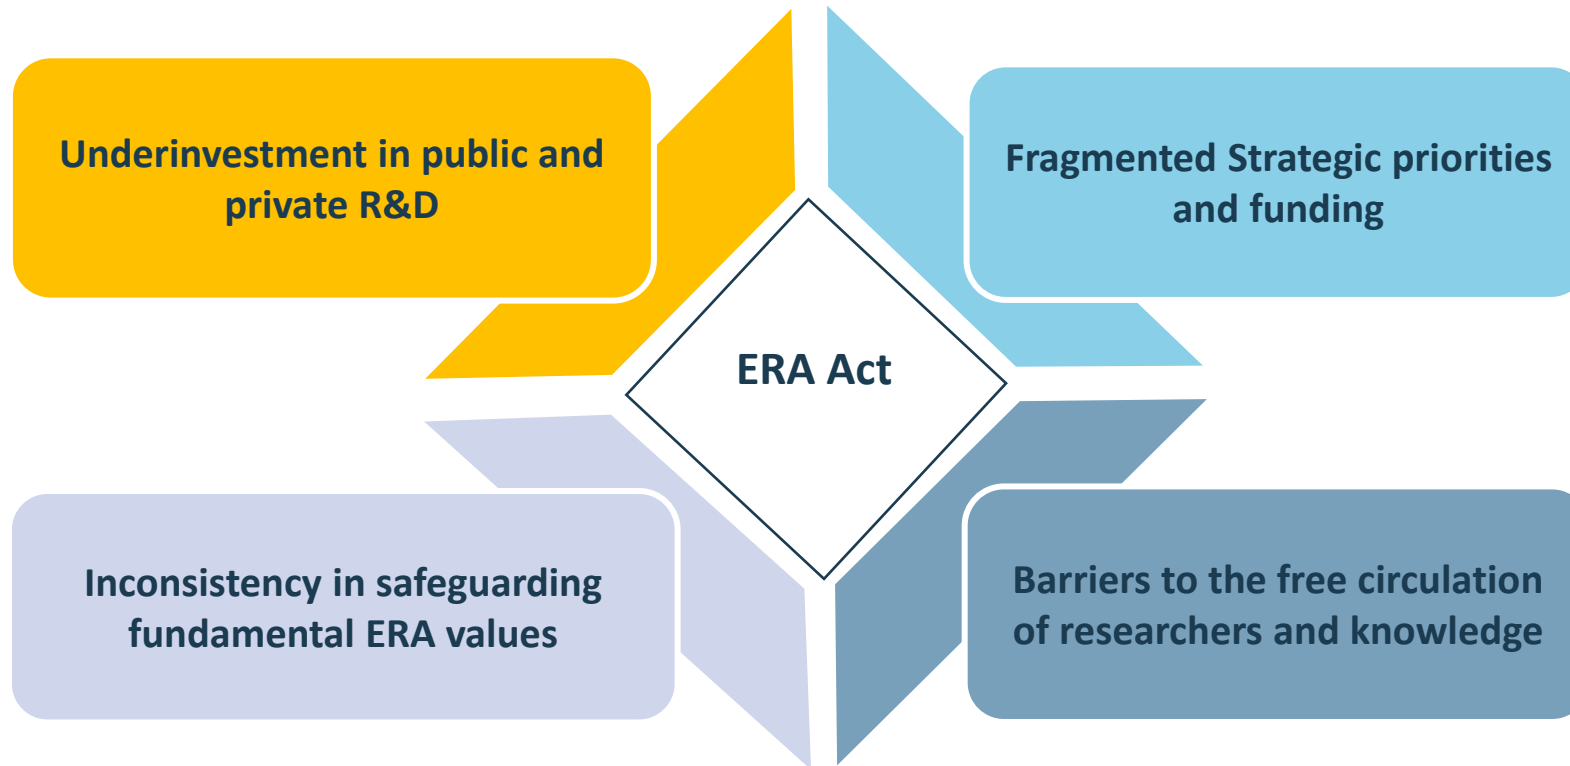 Underinvestment in public and
private R&D
Fragmented Strategic priorities
and funding
ERA Act
Inconsistency in safeguarding
fundamental ERA values
Barriers to the free circulation
of researchers and knowledge